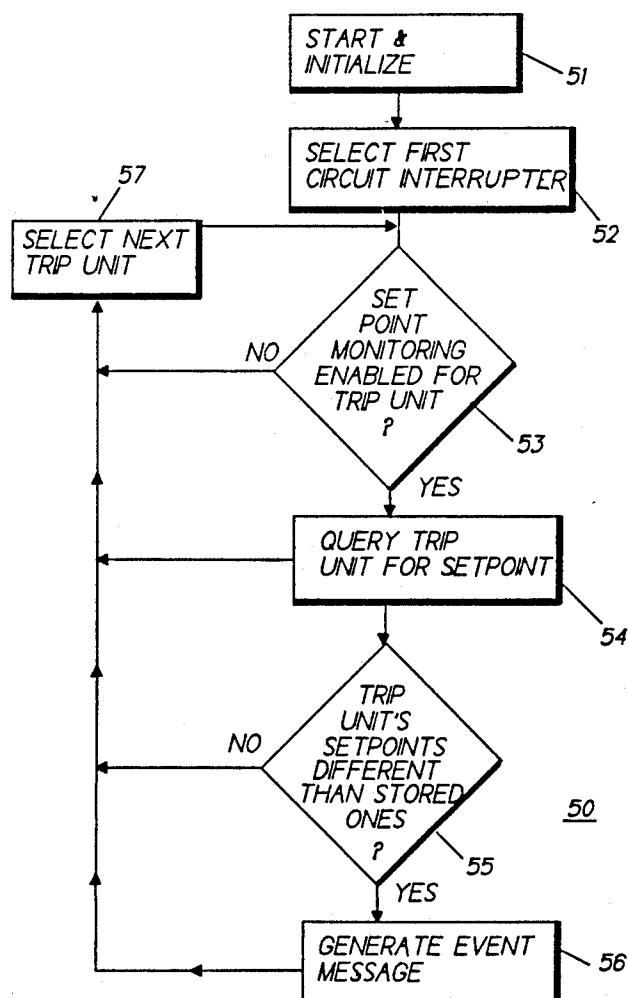 START &
INITIALIZE
51
SELECT FIRST
CIRCUIT INTERRUPTER
52
57
SELECT NEXT
TRIP UNIT
SET
POINT
MONITORING
ENABLED FOR
TRIP UNIT
?
NO
53
YES
QUERY TRIP
UNIT FOR SETPOINT
54
TRIP
UNIT'S
SETPOINTS
DIFFERENT
THAN STORED
ONES
?
NO
50
55
YES
GENERATE EVENT
MESSAGE
56